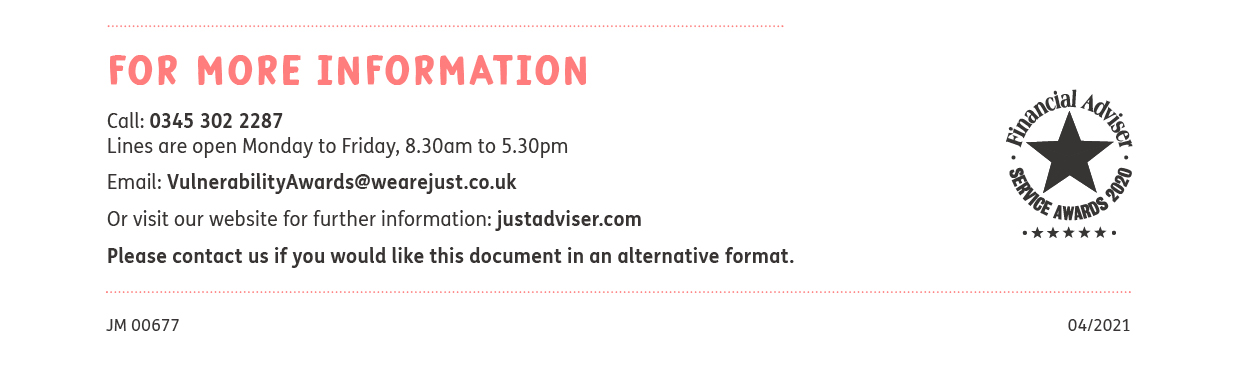 FOR MORE INFORMATION
Call: 0345 302 2287
Lines are open Monday to Friday, 8.30am to 5.30pm
Email: VulnerabilityAwards@wearejust.co.uk
Or visit our website for further information: justadviser.com
Please contact us if you would like this document in an alternative format.
Financial Adviser
SERVICE AWARDS 2020
JM 00677
04/2021